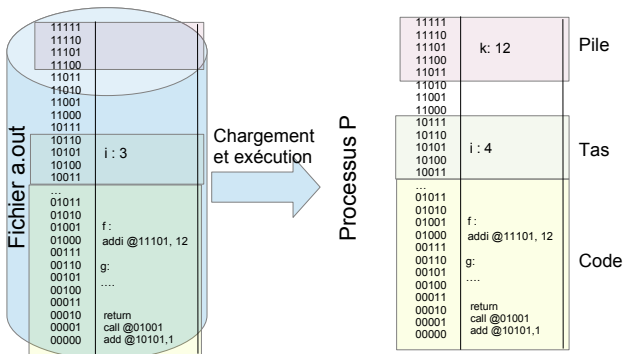 Fichier a.out
11111
11110
11101
11100
11011
11010
11001
11000
10111
10110
10101 i : 3
10100
10011
...
01011
01010
01001 f :
01000 addi @11101, 12
00111
00110 g:
00101
00100 ....
00011
00010 return
00001 call @01001
00000 add @10101,1
Chargement
et exécution
Processus P
11111
11110
11101 k: 12
11100
11011
11010
11001
11000
10111
10110
10101 i : 4
10100
10011
...
01011
01010
01001 f :
01000 addi @11101, 12
00111
00110 g:
00101
00100 ....
00011
00010 return
00001 call @01001
00000 add @10101,1
Pile
Tas
Code